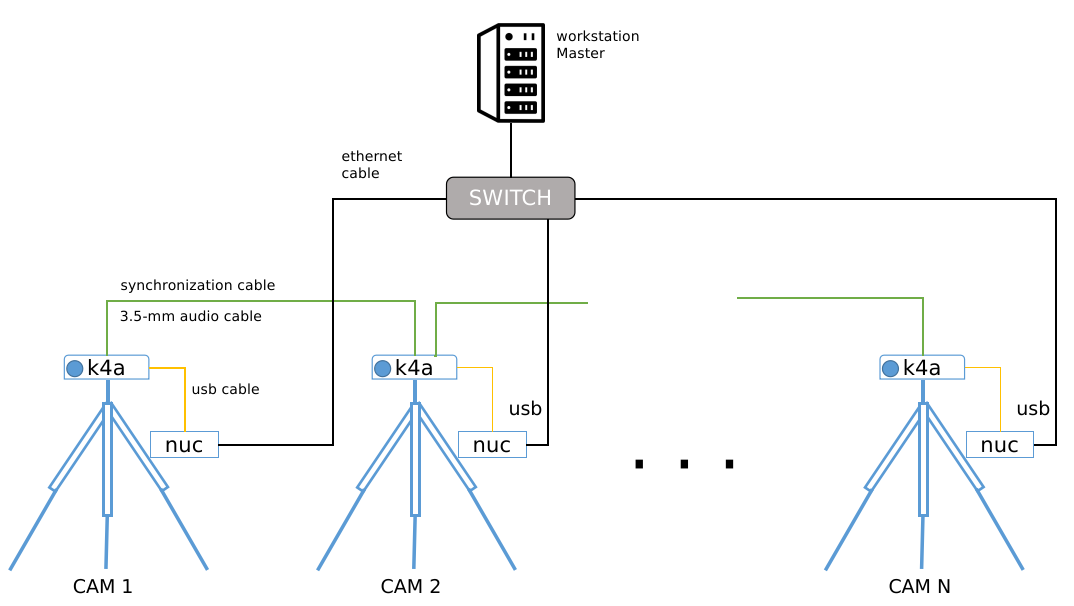 workstation
Master
ethernet
cable
SWITCH
synchronization cable
3.5-mm audio cable
k4a
k4a
k4a
usb cable
usb
usb
nuc
nuc
nuc
. . .
CAM 1
CAM 2
CAM N